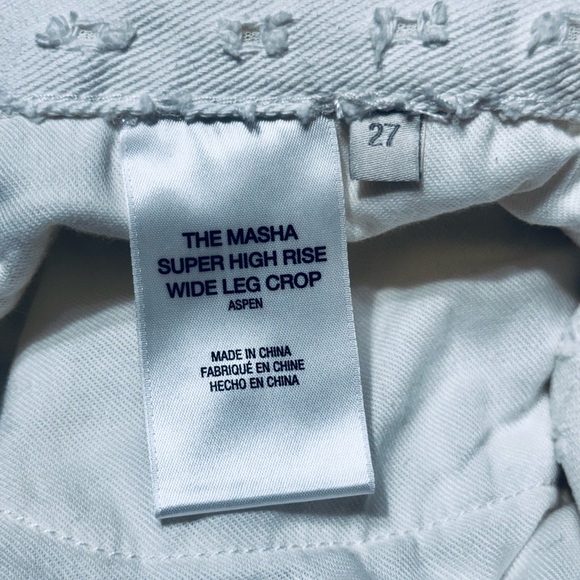 27
THE MASHA
SUPER HIGH RISE
WIDE LEG CROP
ASPEN
MADE IN CHINA
FABRIQUÉ EN CHINE
HECHO EN CHINA